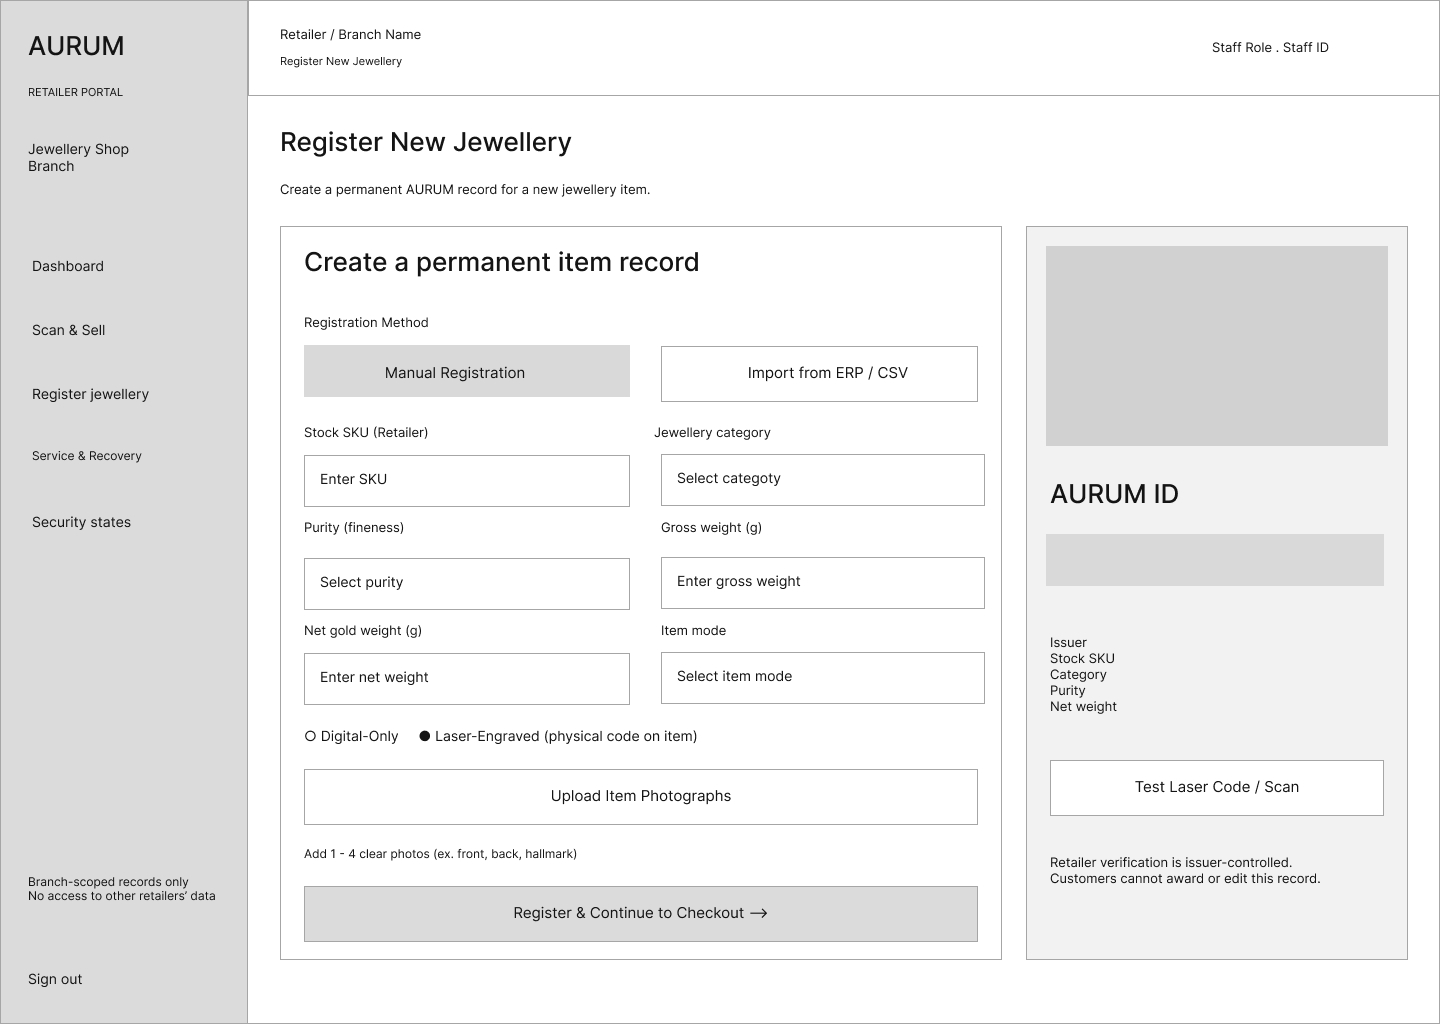 AURUM
RETAILER PORTAL
Jewellery Shop
Branch
Dashboard
Scan & Sell
Register jewellery
Service & Recovery
Security states
Branch-scoped records only
No access to other retailers’ data
Sign out
Retailer / Branch Name
Register New Jewellery
Staff Role . Staff ID
Register New Jewellery
Create a permanent AURUM record for a new jewellery item.
Create a permanent item record
Registration Method
Manual Registration
Import from ERP / CSV
Stock SKU (Retailer)
Jewellery category
Enter SKU
Select categoty
Purity (fineness)
Gross weight (g)
Select purity
Enter gross weight
Net gold weight (g)
Item mode
Enter net weight
Select item mode
○ Digital-Only ● Laser-Engraved (physical code on item)
Upload Item Photographs
Add 1 - 4 clear photos (ex. front, back, hallmark)
Register & Continue to Checkout →
AURUM ID
Issuer
Stock SKU
Category
Purity
Net weight
Test Laser Code / Scan
Retailer verification is issuer-controlled.
Customers cannot award or edit this record.